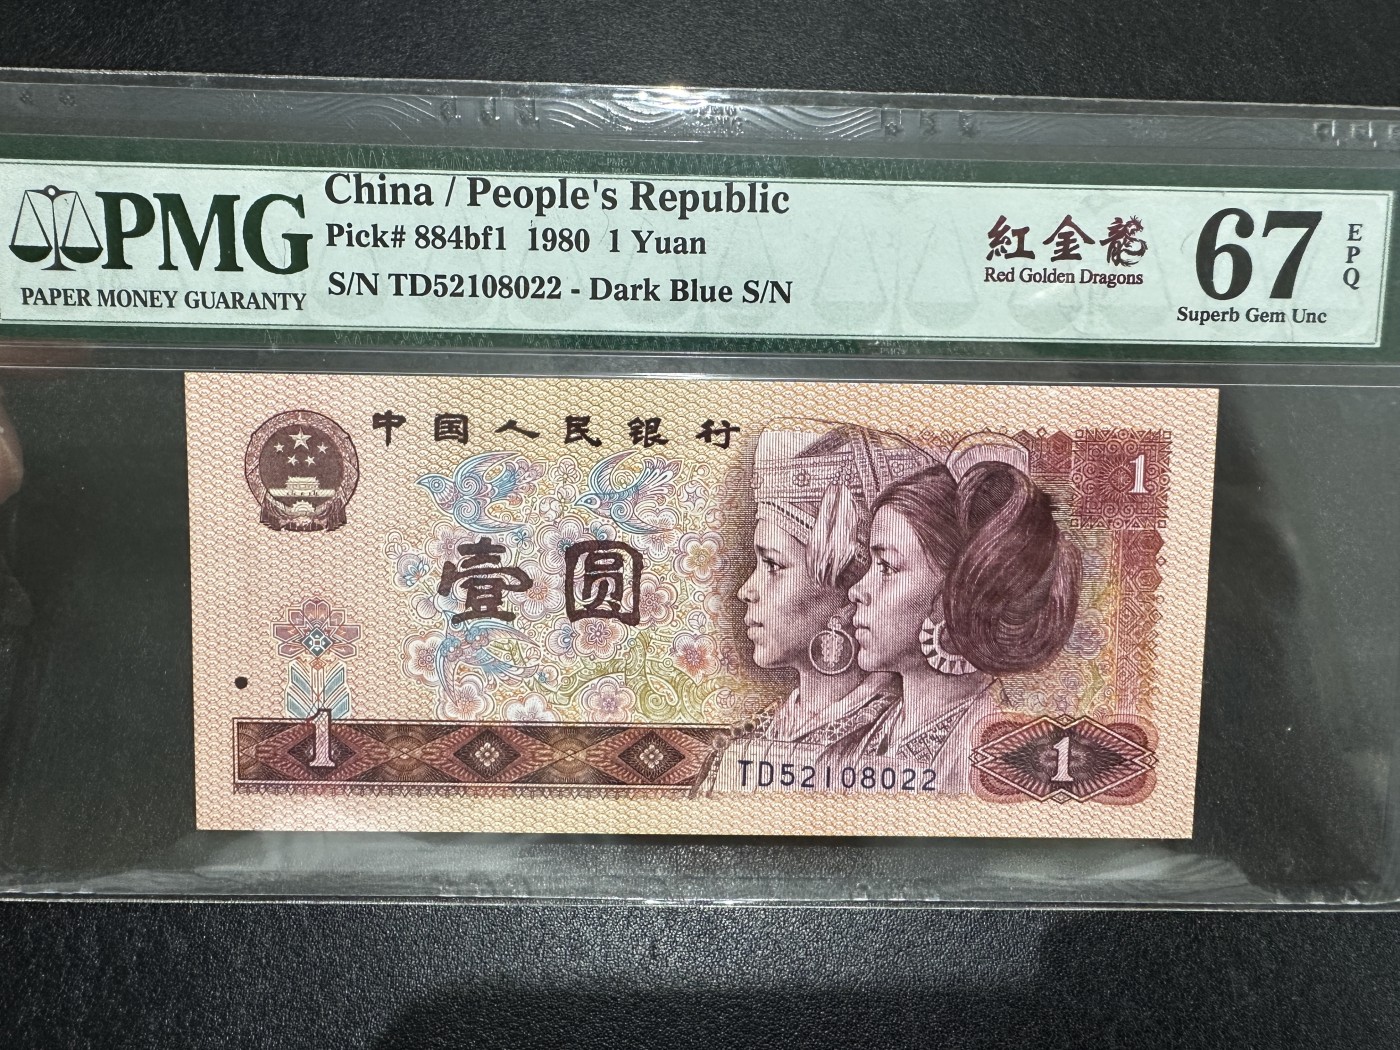 PMG
PAPER MONEY GUARANTY
China / People's Republic
Pick# 884bf1 1980 1 Yuan
S/N TD52108022 - Dark Blue S/N
紅金龍
Red Golden Dragons
67
EPQ
Superb Gem Unc
中国人民银行
1
壹圆
1
TD52108022
1